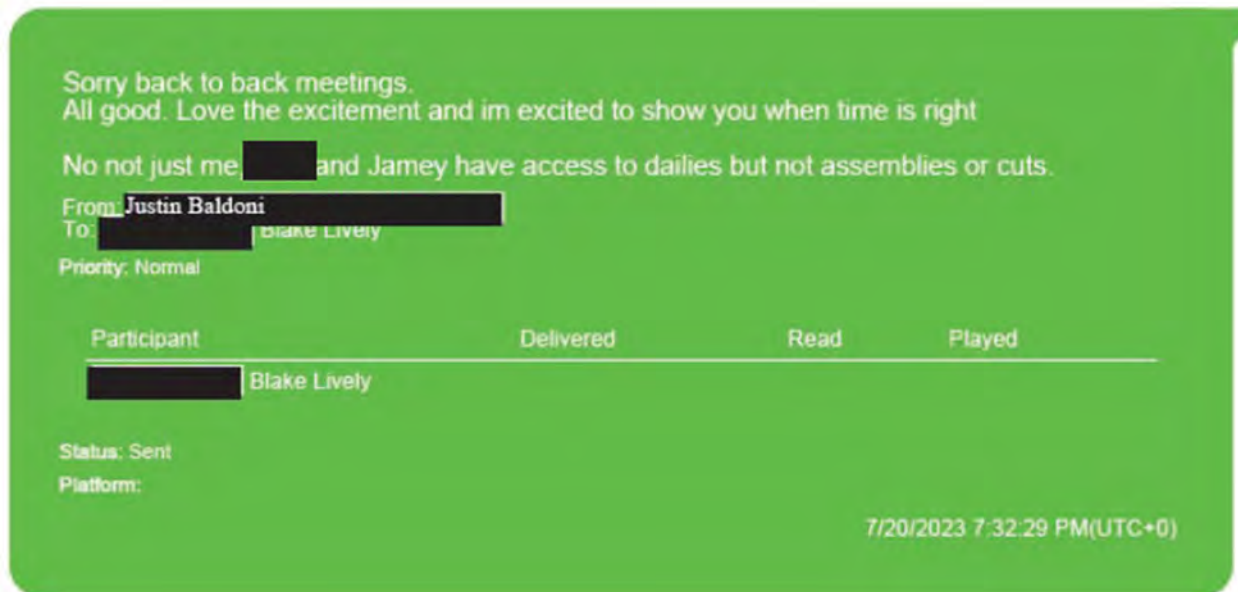 Sorry back to back meetings.
All good. Love the excitement and im excited to show you when time is right
No not just me and Jamey have access to dailies but not assemblies or cuts.
From: Justin Baldoni
To: Blake Lively
Priority: Normal
Participant Delivered Read Played
Blake Lively
Status: Sent
Platform:
7/20/2023 7:32:29 PM(UTC+0)